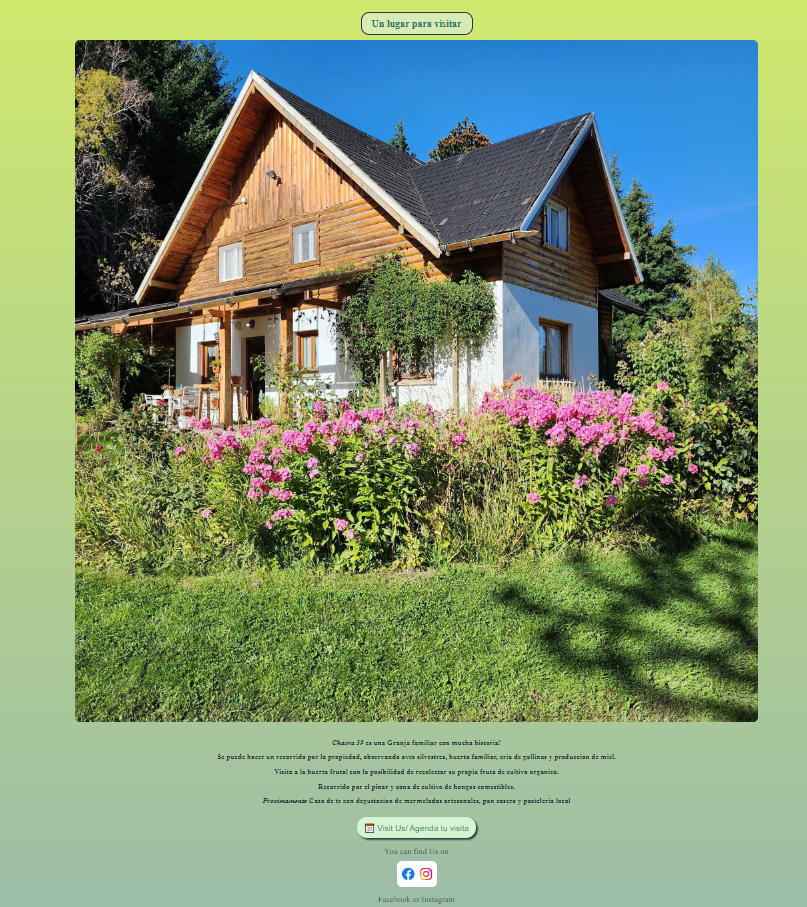 Un lugar para visitar
Chacra 39 es una Granja familiar con mucha historia!
Se puede hacer un recorrido por la propiedad, observando aves silvestres, huerta familiar, cria de gallinas y produccion de miel.
Visita a la huerta frutal con la posibilidad de recolectar su propia fruta de cultivo organico.
Recorrido por el pinar y zona de cultivo de hongos comestibles.
Proximamente Casa de te con degustacion de mermeladas artesanales, pan casero y pasteleria local
Visit Us/ Agenda tu visita
You can find Us on
Facebook or Instagram